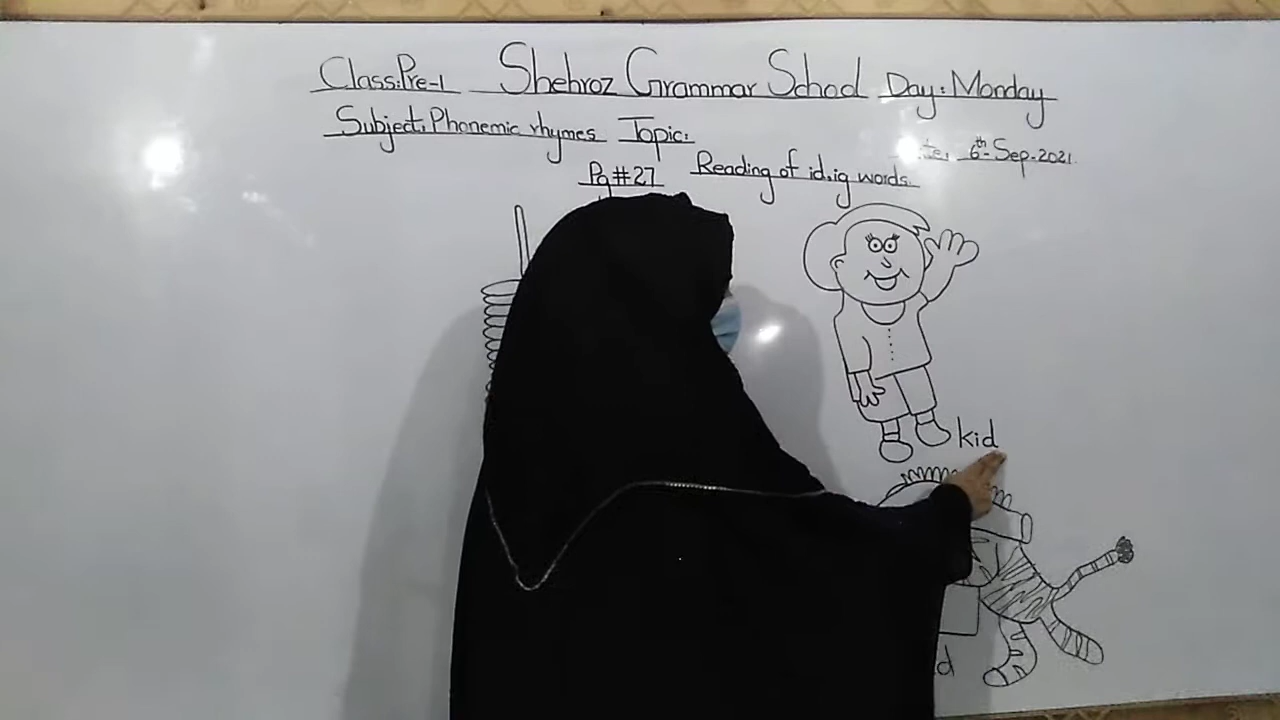 Class:Pre-1 Shehroz Grammar School Day: Monday
Subject: Phonemic rhymes Topic:
6th-Sep-2021
Pg#27 Reading of id,ig words.
kid